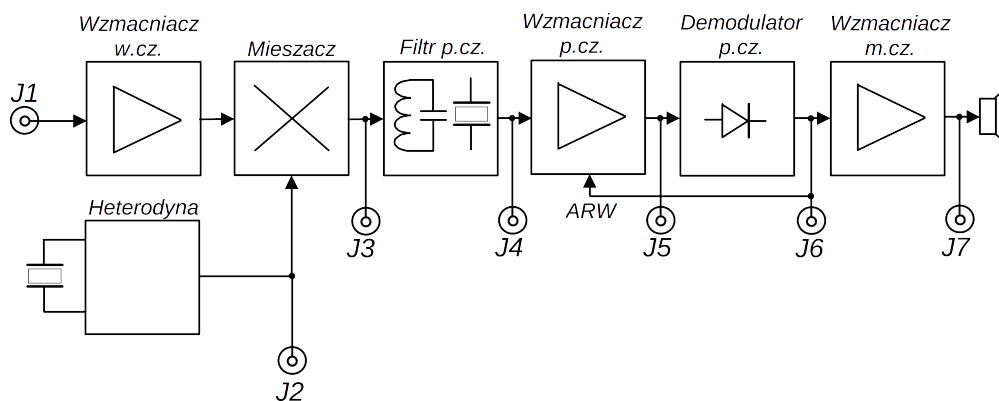 Wzmacniacz
w.cz.
Mieszacz
Filtr p.cz.
Wzmacniacz
p.cz.
Demodulator
p.cz.
Wzmacniacz
m.cz.
J1
Heterodyna
ARW
J3
J4
J5
J6
J7
J2